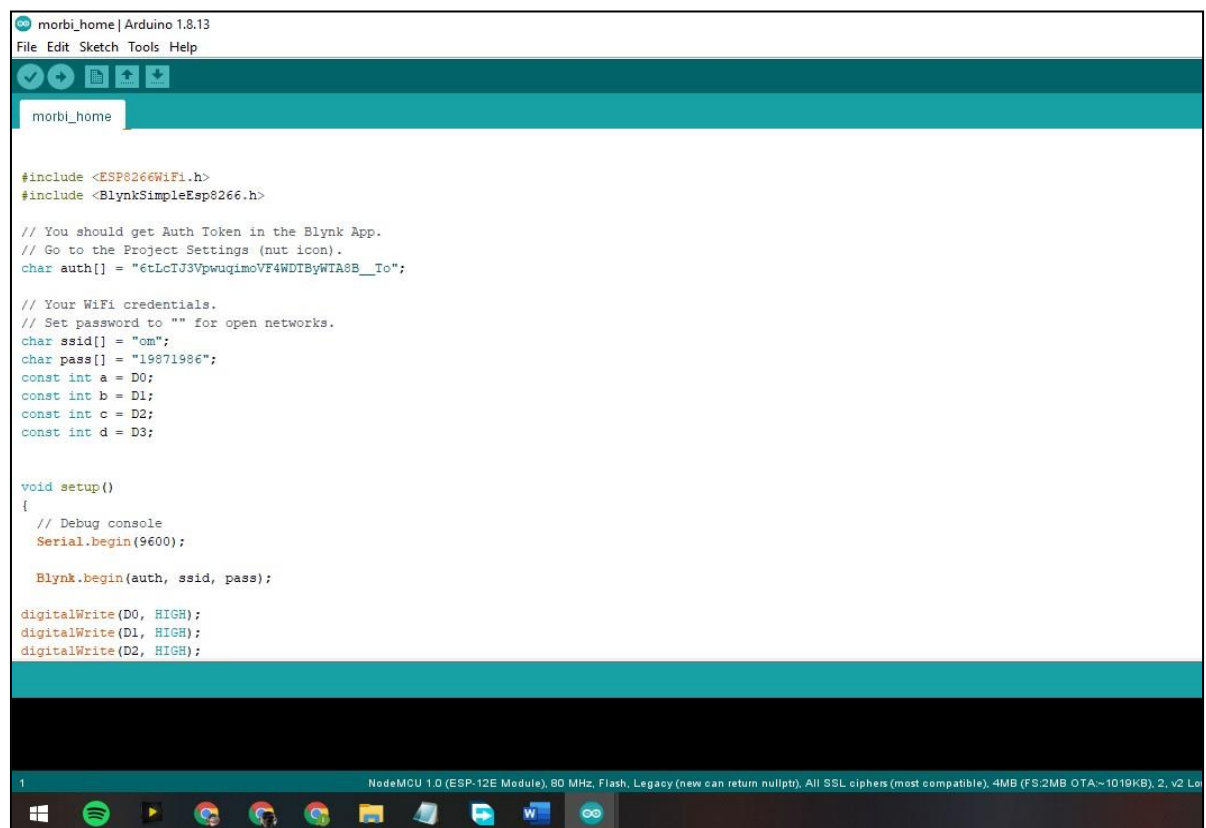 morbi_home | Arduino 1.8.13
File Edit Sketch Tools Help
morbi_home
#include <ESP8266WiFi.h>
#include <BlynkSimpleEsp8266.h>
// You should get Auth Token in the Blynk App.
// Go to the Project Settings (nut icon).
char auth[] = "6tLcTJ3VpwuqimoVF4WDTByWTA8B__To";
// Your WiFi credentials.
// Set password to "" for open networks.
char ssid[] = "om";
char pass[] = "19871986";
const int a = D0;
const int b = D1;
const int c = D2;
const int d = D3;
void setup()
{
// Debug console
Serial.begin(9600);
Blynk.begin(auth, ssid, pass);
digitalWrite(D0, HIGH);
digitalWrite(D1, HIGH);
digitalWrite(D2, HIGH);
1 NodeMCU 1.0 (ESP-12E Module), 80 MHz, Flash, Legacy (new can return nullptr), All SSL ciphers (most compatible), 4MB (FS:2MB OTA:~1019KB), 2, v2 Lo